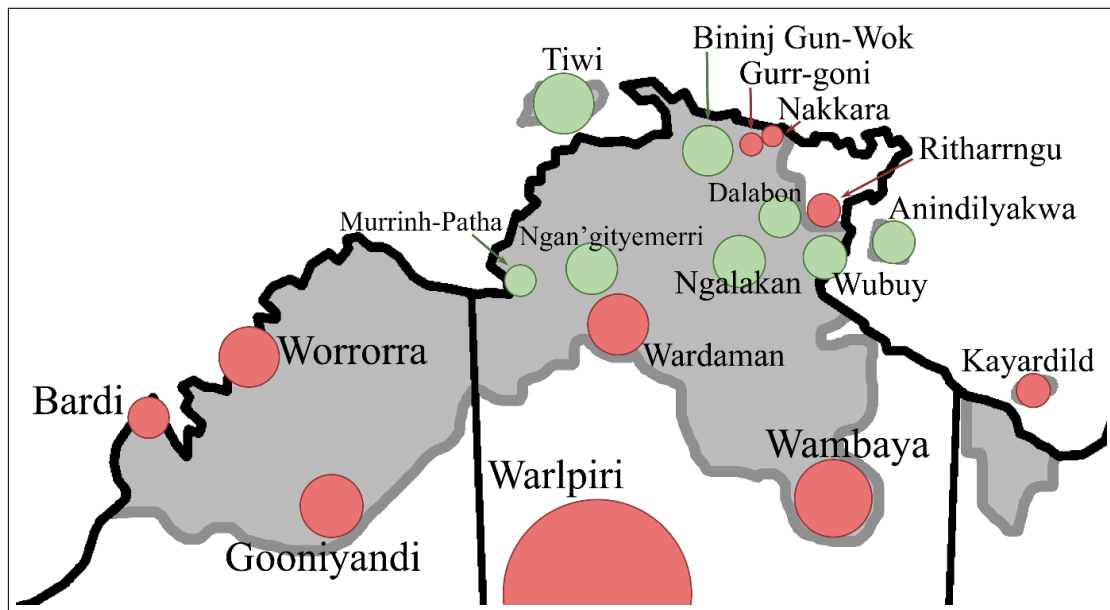 Bininj Gun-Wok
Tiwi
Gurr-goni
Nakkara
Ritharrngu
Dalabon
Anindilyakwa
Murrinh-Patha
Ngan’gityemerri
Ngalakan
Wubuy
Worrorra
Wardaman
Kayardild
Bardi
Wambaya
Warlpiri
Gooniyandi